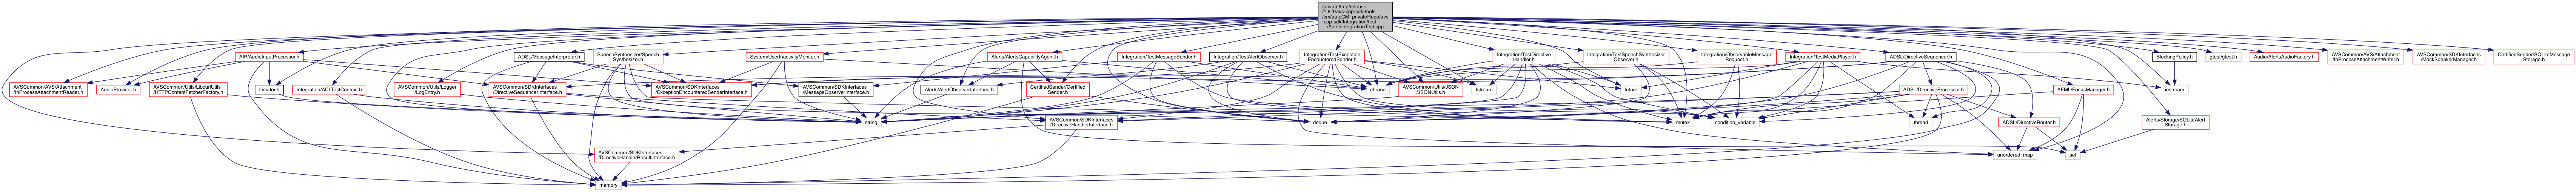 /private/tmp/release
/1.8.1/avs-cpp-sdk-tools
/cm/autoCM_private/Reps/avs
-cpp-sdk/Integration/test
/AlertsIntegrationTest.cpp
AIP/AudioInputProcessor.h
ADSL/MessageInterpreter.h
SpeechSynthesizer/Speech
Synthesizer.h
System/UserInactivityMonitor.h
Alerts/AlertsCapabilityAgent.h
Integration/TestMessageSender.h
Integration/TestAlertObserver.h
Integration/TestException
EncounteredSender.h
Integration/TestDirective
Handler.h
Integration/TestSpeechSynthesizer
Observer.h
Integration/ObservableMessage
Request.h
Integration/TestMediaPlayer.h
ADSL/DirectiveSequencer.h
BlockingPolicy.h
gtest/gtest.h
Audio/AlertsAudioFactory.h
AVSCommon/AVS/Attachment
/InProcessAttachmentWriter.h
AVSCommon/SDKInterfaces
/MockSpeakerManager.h
CertifiedSender/SQLiteMessage
Storage.h
AVSCommon/AVS/Attachment
/InProcessAttachmentReader.h
AudioProvider.h
AVSCommon/Utils/LibcurlUtils
/HTTPContentFetcherFactory.h
Initiator.h
Integration/ACLTestContext.h
AVSCommon/Utils/Logger
/LogEntry.h
AVSCommon/SDKInterfaces
/DirectiveSequencerInterface.h
AVSCommon/SDKInterfaces
/ExceptionEncounteredSenderInterface.h
AVSCommon/SDKInterfaces
/MessageObserverInterface.h
Alerts/AlertObserverInterface.h
CertifiedSender/Certified
Sender.h
fstream
chrono
AVSCommon/Utils/JSON
/JSONUtils.h
future
ADSL/DirectiveProcessor.h
AFML/FocusManager.h
iostream
string
AVSCommon/SDKInterfaces
/DirectiveHandlerInterface.h
deque
mutex
condition_variable
thread
ADSL/DirectiveRouter.h
Alerts/Storage/SQLiteAlert
Storage.h
AVSCommon/SDKInterfaces
/DirectiveHandlerResultInterface.h
unordered_map
set
memory